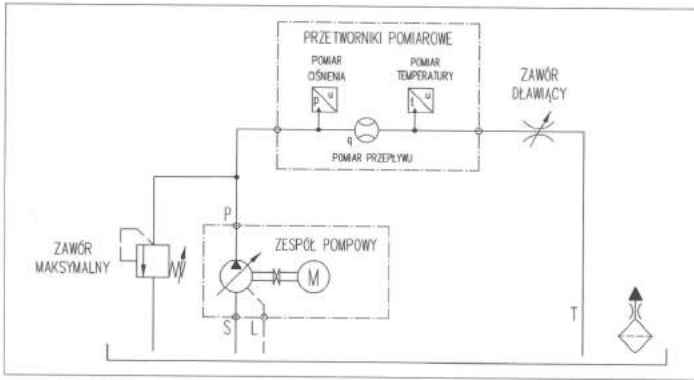 PRZETWORNIKI POMIAROWE
POMIAR
CIŚNIENIA
POMIAR
TEMPERATURY
p u
t u
q
POMIAR PRZEPŁYWU
ZAWÓR
DŁAWIĄCY
P
ZAWÓR
MAKSYMALNY
ZESPÓŁ POMPOWY
M
S
L
T